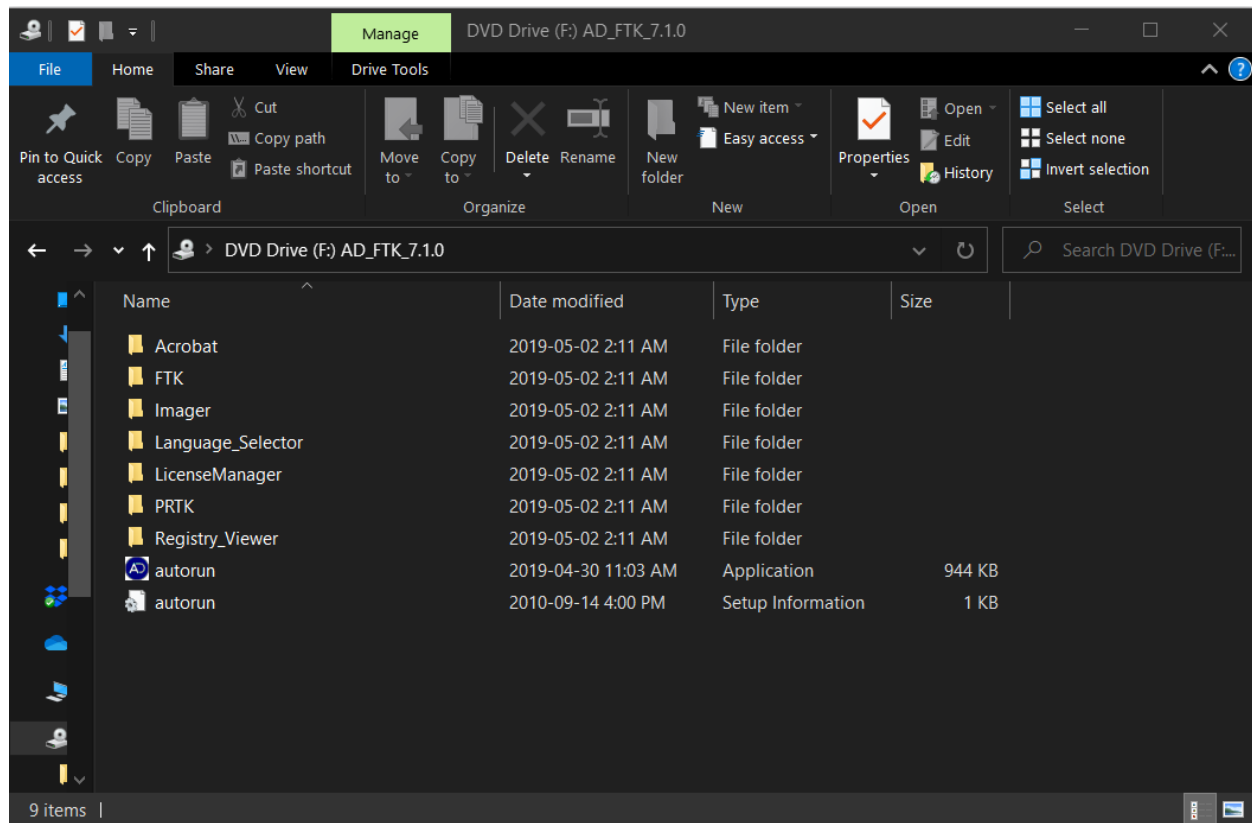 Manage DVD Drive (F:) AD_FTK_7.1.0
File Home Share View Drive Tools
Pin to Quick access
Copy
Paste
Cut
Copy path
Paste shortcut
Clipboard
Move to
Copy to
Delete
Rename
Organize
New folder
New item
Easy access
New
Properties
Open
Edit
History
Open
Select all
Select none
Invert selection
Select
DVD Drive (F:) AD_FTK_7.1.0
Search DVD Drive (F:...
Name Date modified Type Size
Acrobat 2019-05-02 2:11 AM File folder
FTK 2019-05-02 2:11 AM File folder
Imager 2019-05-02 2:11 AM File folder
Language_Selector 2019-05-02 2:11 AM File folder
LicenseManager 2019-05-02 2:11 AM File folder
PRTK 2019-05-02 2:11 AM File folder
Registry_Viewer 2019-05-02 2:11 AM File folder
autorun 2019-04-30 11:03 AM Application 944 KB
autorun 2010-09-14 4:00 PM Setup Information 1 KB
9 items